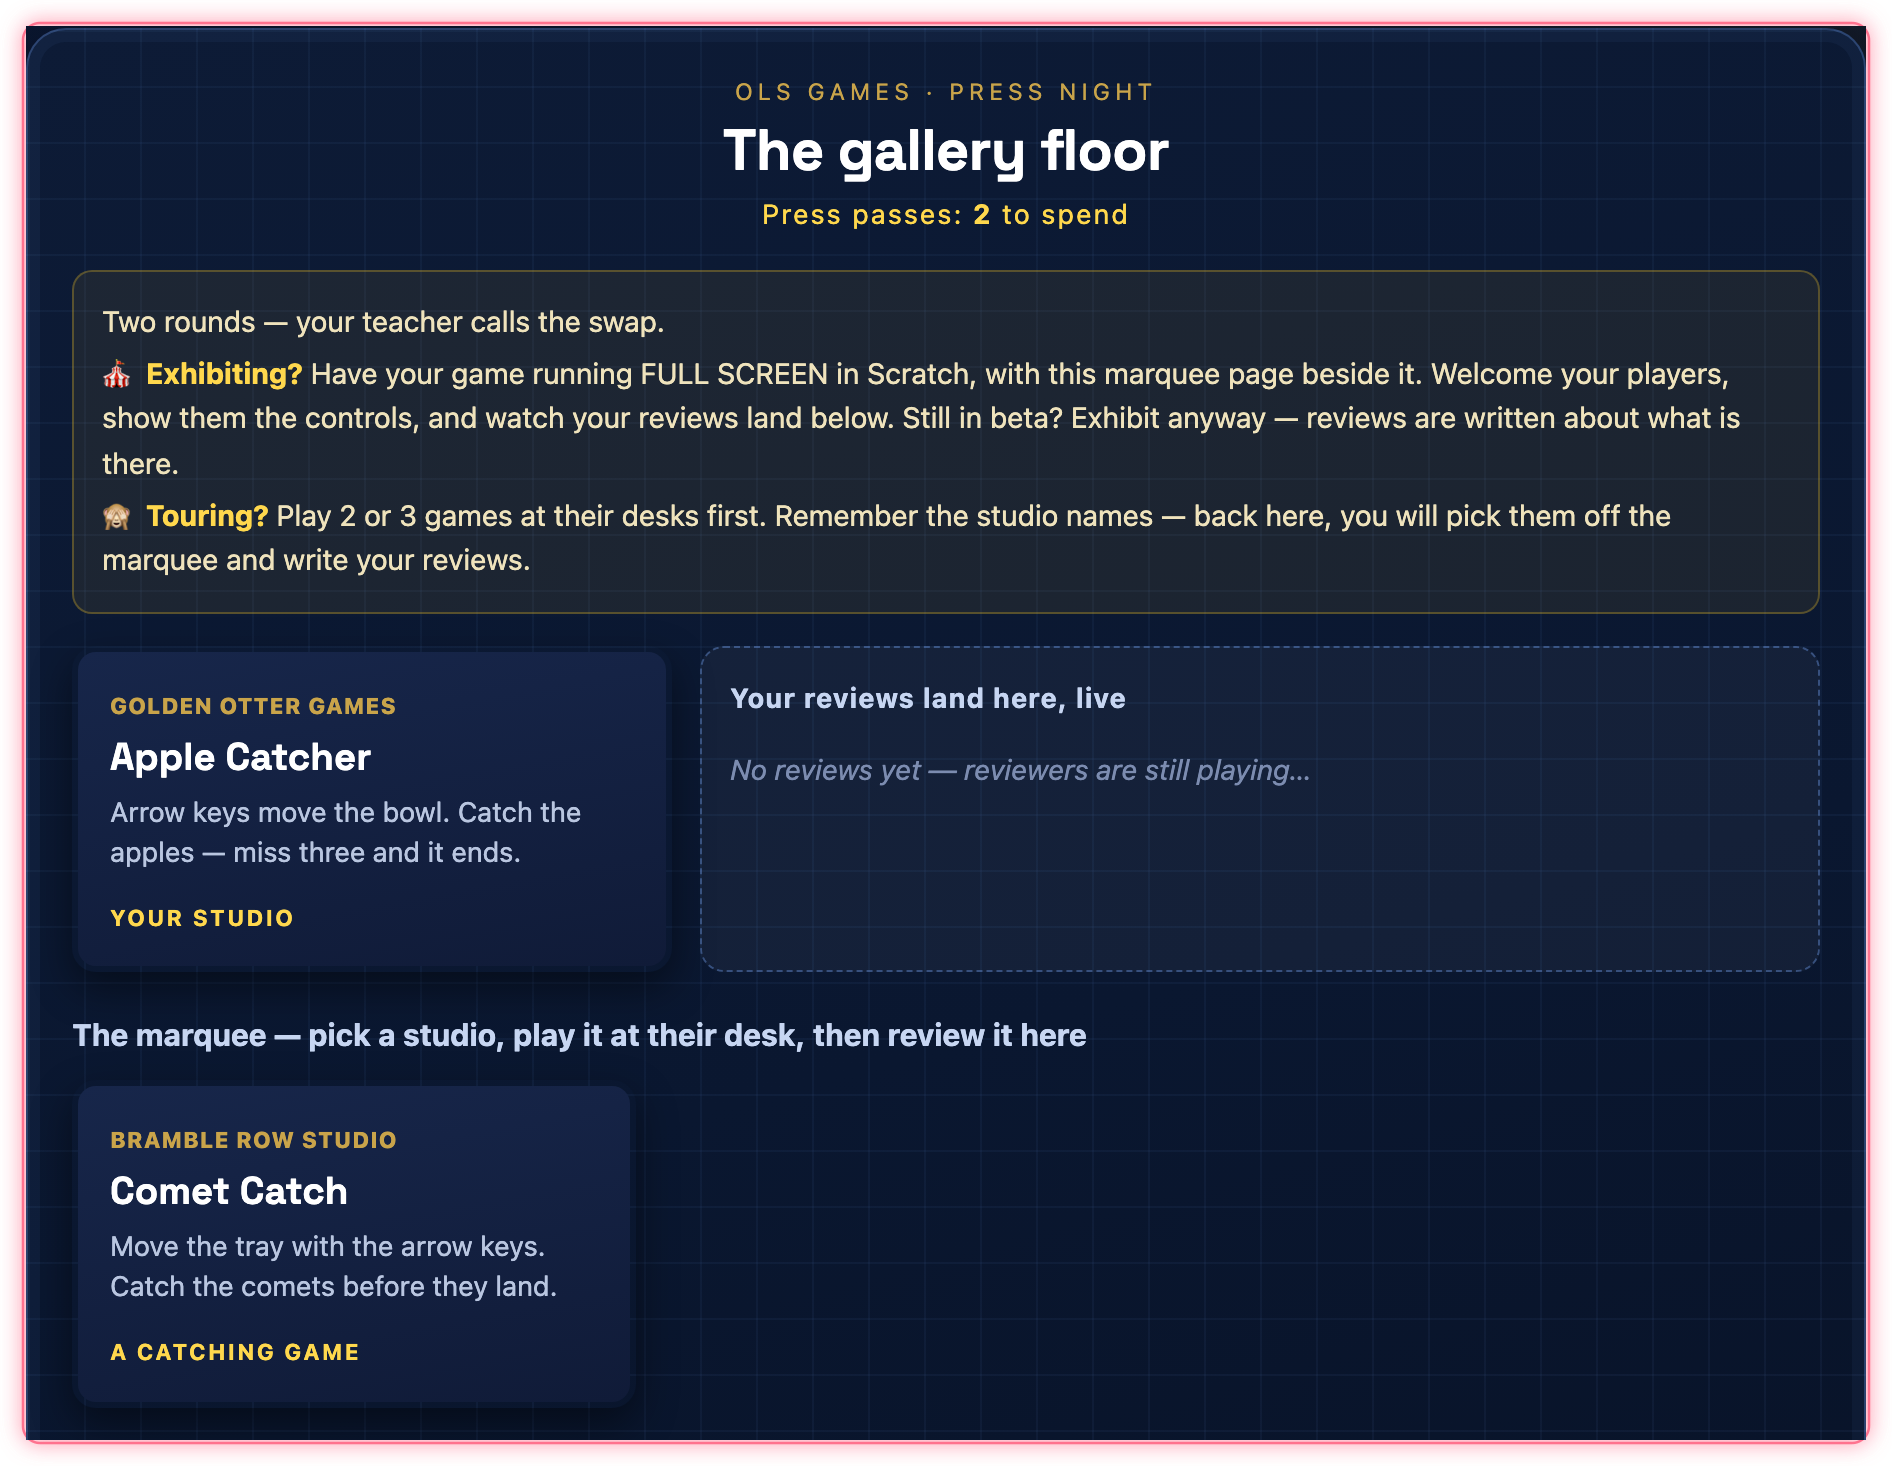 OLS GAMES · PRESS NIGHT
The gallery floor
Press passes: 2 to spend
Two rounds — your teacher calls the swap.
🎪 Exhibiting? Have your game running FULL SCREEN in Scratch, with this marquee page beside it. Welcome your players,
show them the controls, and watch your reviews land below. Still in beta? Exhibit anyway — reviews are written about what is
there.
🙈 Touring? Play 2 or 3 games at their desks first. Remember the studio names — back here, you will pick them off the
marquee and write your reviews.
GOLDEN OTTER GAMES
Apple Catcher
Arrow keys move the bowl. Catch the
apples — miss three and it ends.
YOUR STUDIO
Your reviews land here, live
No reviews yet — reviewers are still playing...
The marquee — pick a studio, play it at their desk, then review it here
BRAMBLE ROW STUDIO
Comet Catch
Move the tray with the arrow keys.
Catch the comets before they land.
A CATCHING GAME